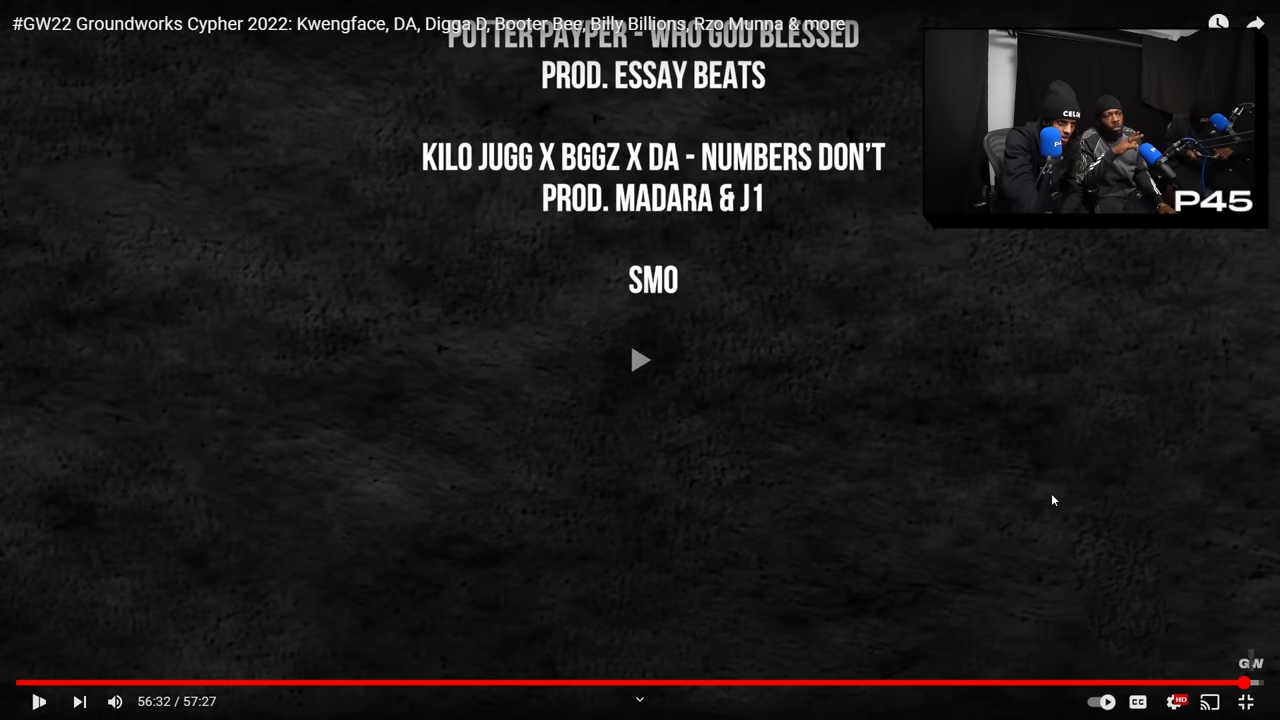 #GW22 Groundworks Cypher 2022: Kwengface, DA, Digga D, Booter Bee, Billy Billions, Rzo Munna & more
POTTER PAYPER - WHO GOD BLESSED
PROD. ESSAY BEATS
KILO JUGG X BGGZ X DA - NUMBERS DON'T
PROD. MADARA & J1
SMO
P45
GW
56:32 / 57:27
CC
HD